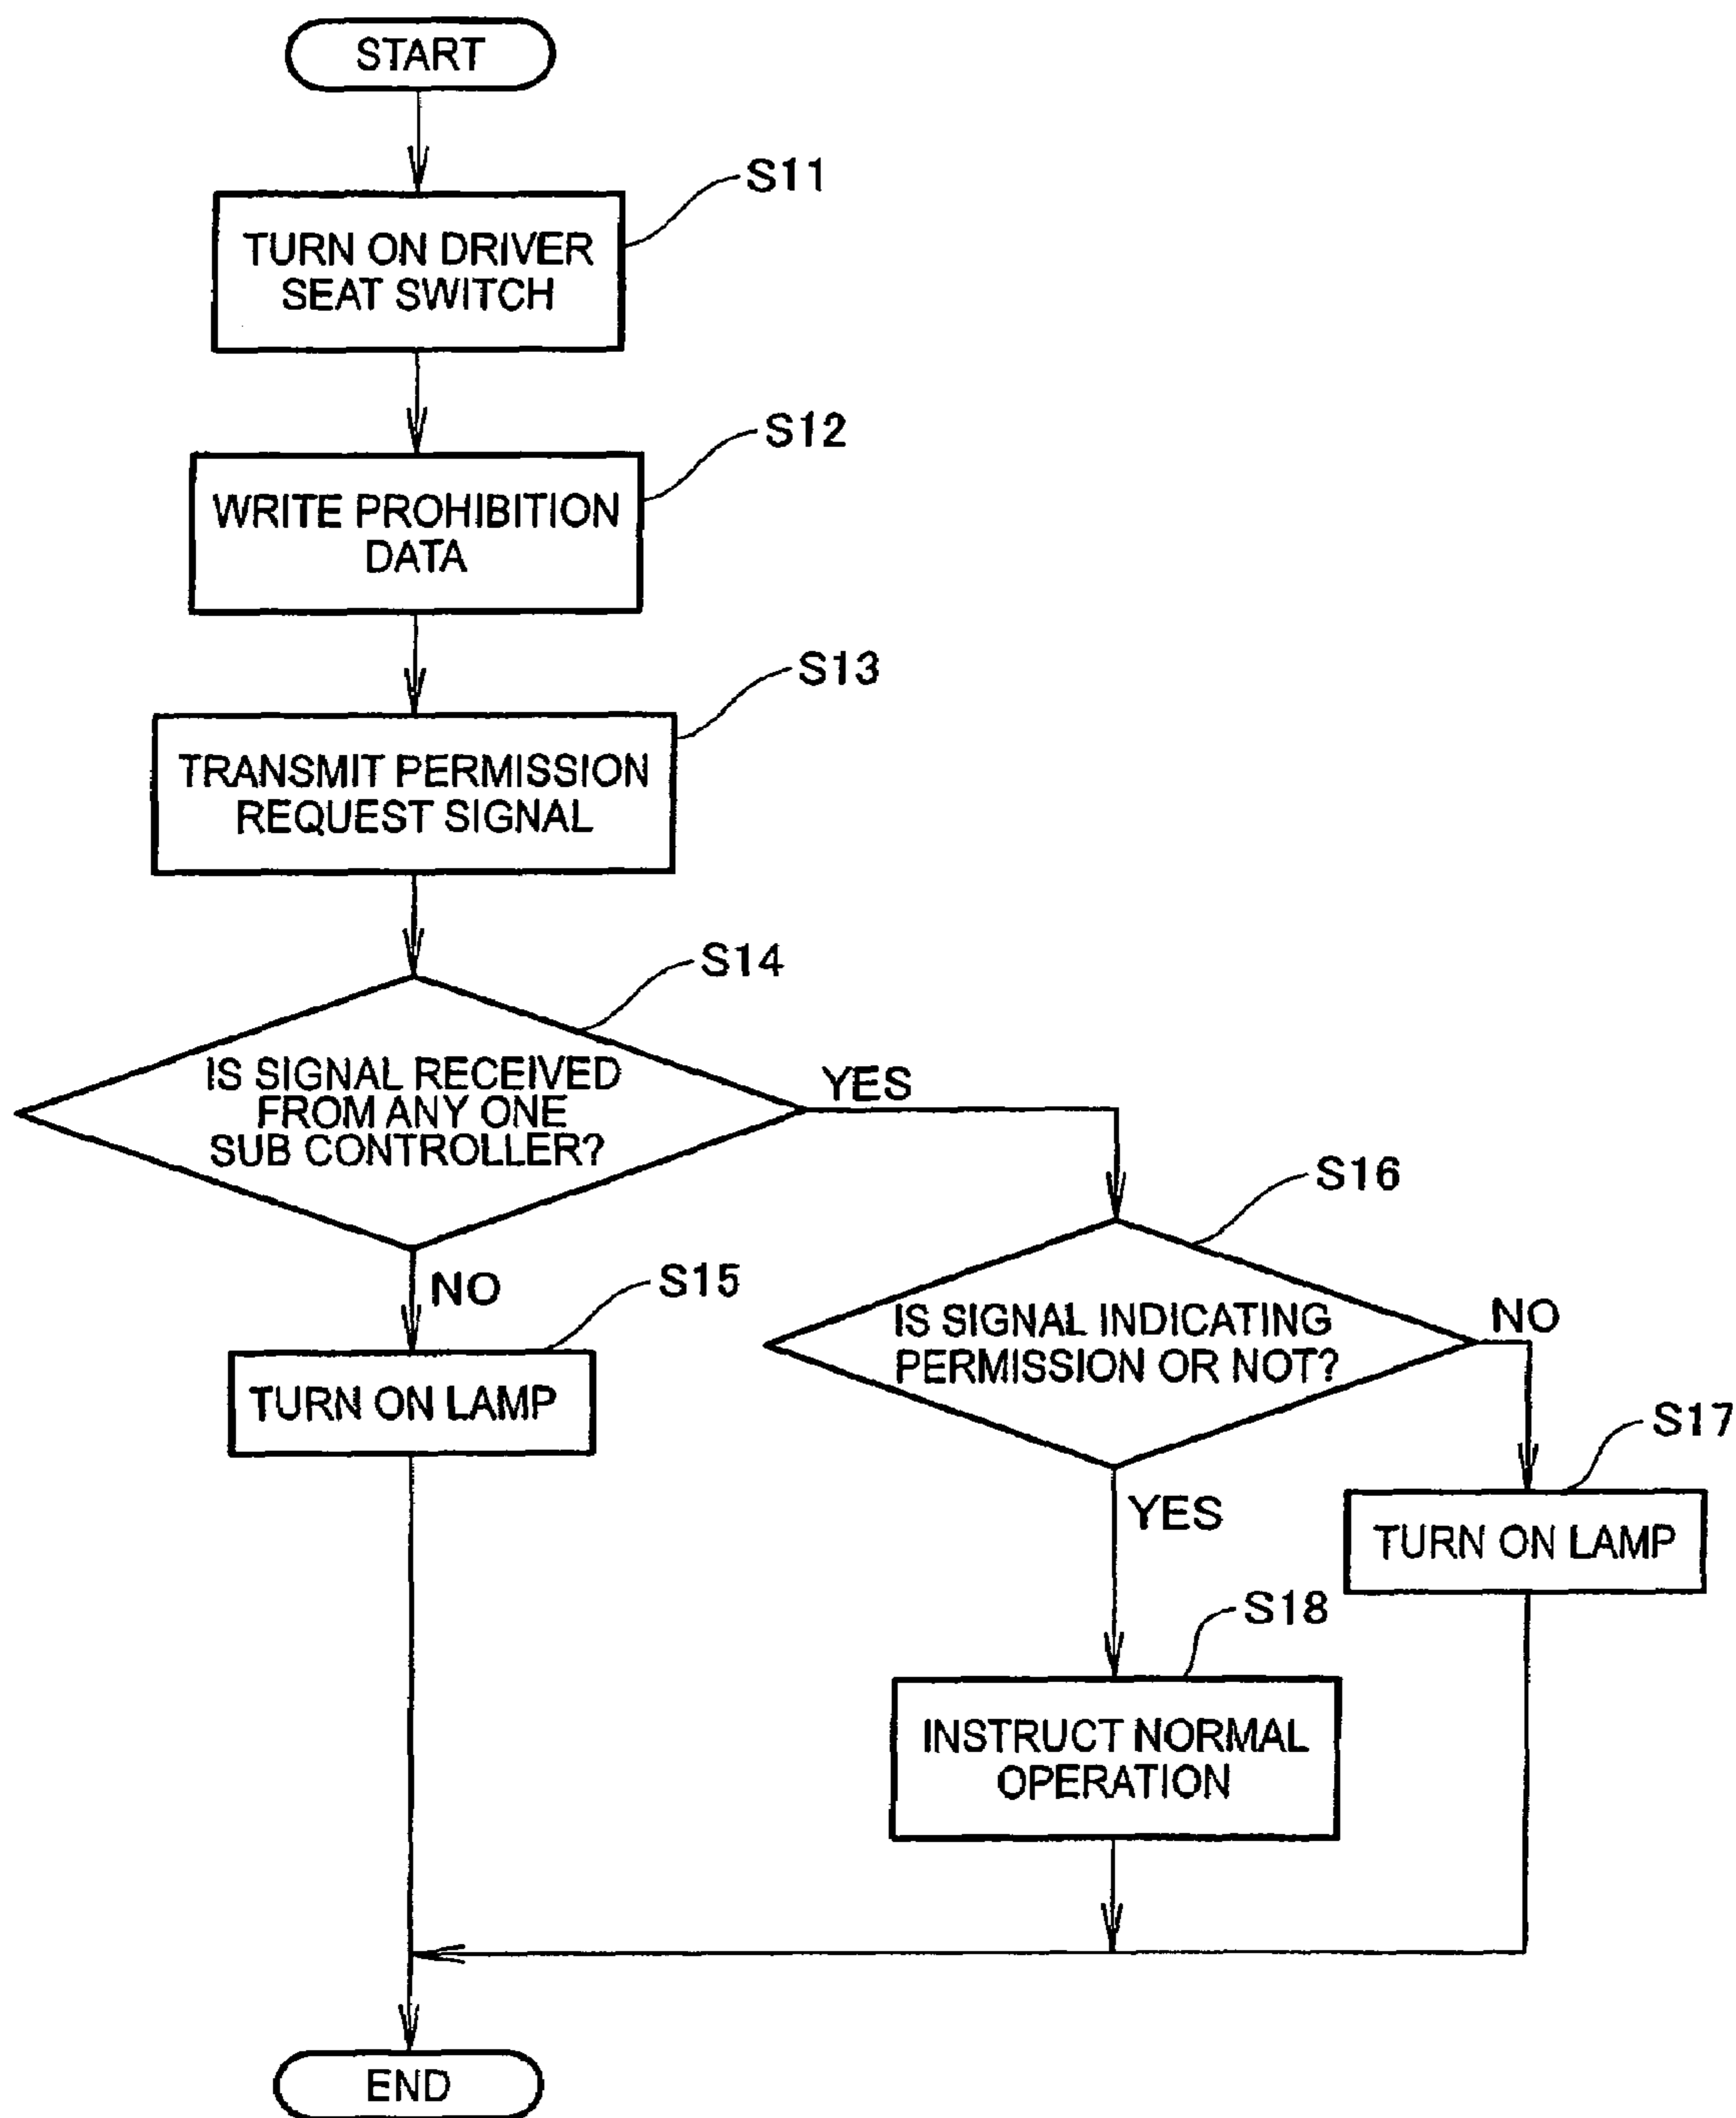 START
S11
TURN ON DRIVER
SEAT SWITCH
S12
WRITE PROHIBITION
DATA
S13
TRANSMIT PERMISSION
REQUEST SIGNAL
S14
IS SIGNAL RECEIVED
FROM ANY ONE
SUB CONTROLLER?
YES
NO
S15
TURN ON LAMP
S16
IS SIGNAL INDICATING
PERMISSION OR NOT?
NO
S17
TURN ON LAMP
YES
S18
INSTRUCT NORMAL
OPERATION
END